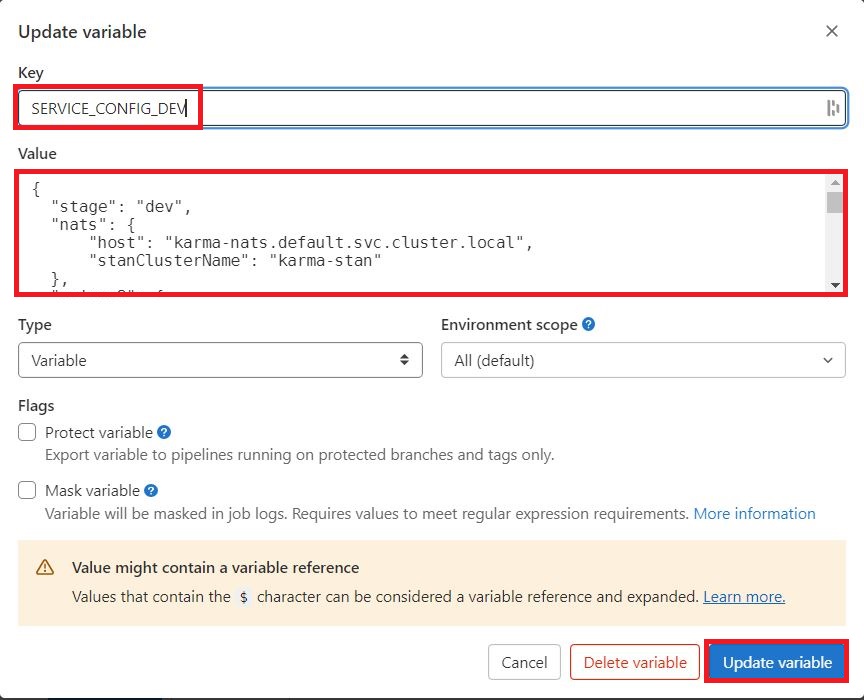 Update variable
Key
SERVICE_CONFIG_DEV
Value
{
"stage": "dev",
"nats": {
"host": "karma-nats.default.svc.cluster.local",
"stanClusterName": "karma-stan"
},
Type
Environment scope ?
Variable
All (default)
Flags
Protect variable ?
Export variable to pipelines running on protected branches and tags only.
Mask variable ?
Variable will be masked in job logs. Requires values to meet regular expression requirements. More information
Value might contain a variable reference
Values that contain the $ character can be considered a variable reference and expanded. Learn more.
Cancel
Delete variable
Update variable